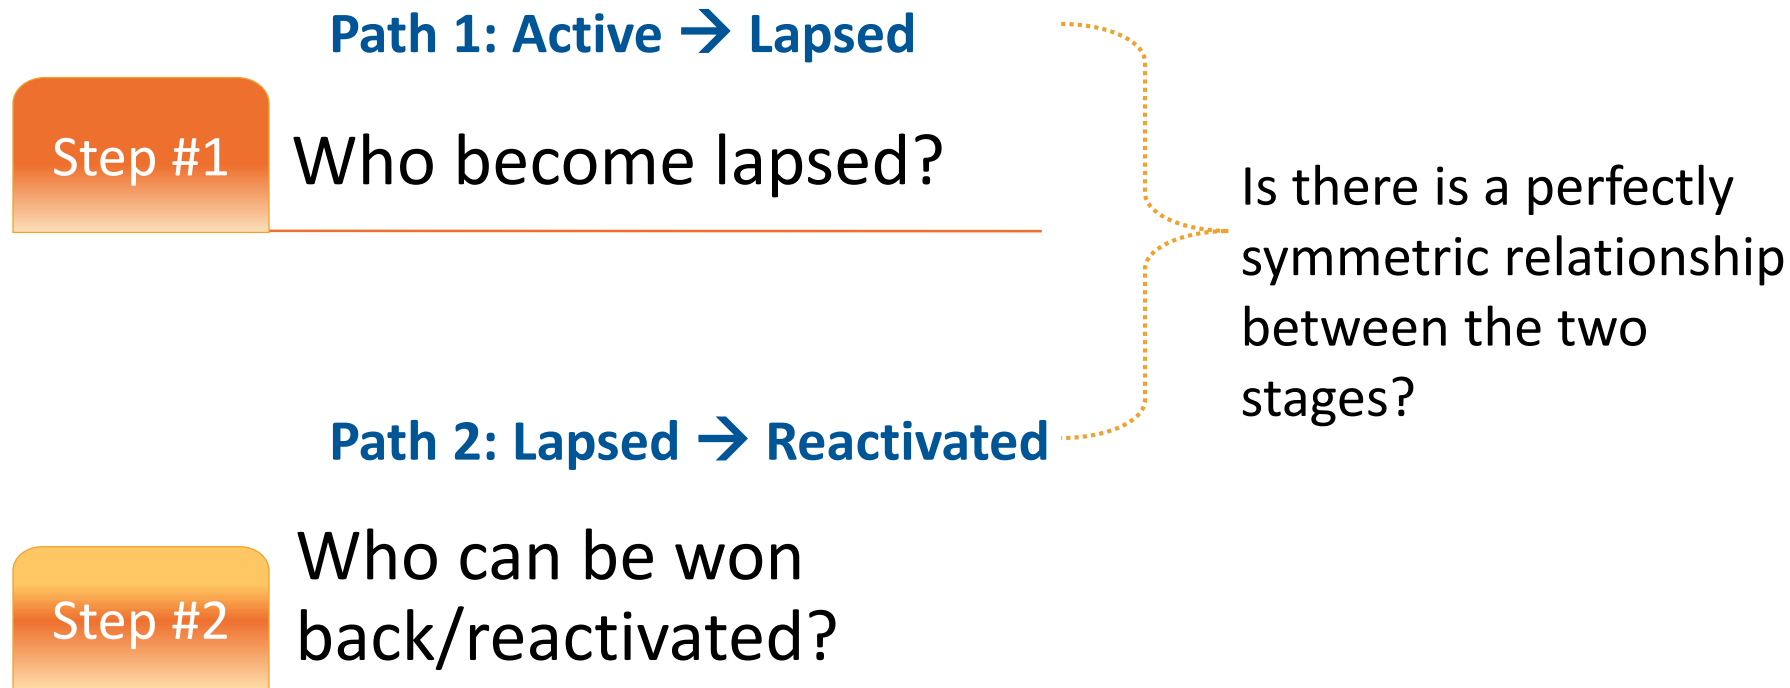 Path 1: Active → Lapsed
Step #1
Who become lapsed?
Is there is a perfectly
symmetric relationship
between the two
stages?
Path 2: Lapsed → Reactivated
Step #2
Who can be won
back/reactivated?